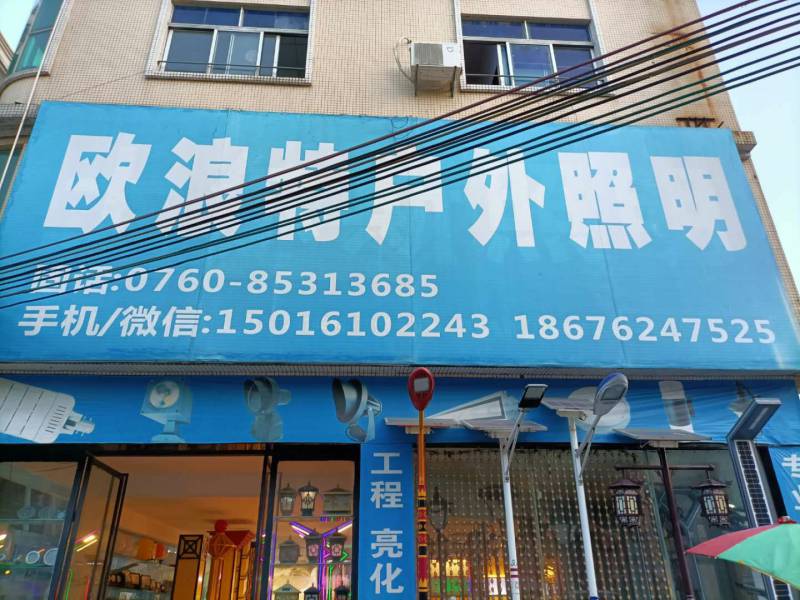 欧浪特户外照明
固话:0760-85313685
手机/微信:15016102243 18676247525
工程 亮化
专